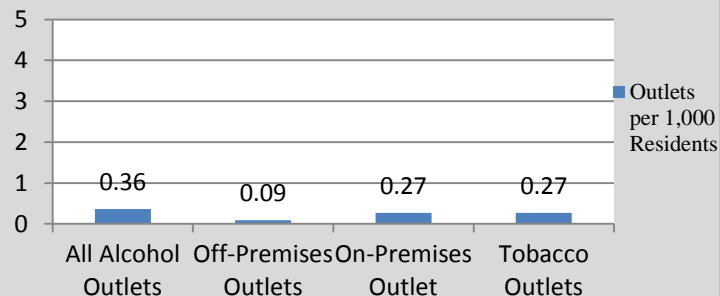 5
4
3
2
1
0
0.36
0.09
0.27
0.27
All Alcohol Outlets
Off-Premises Outlets
On-Premises Outlet
Tobacco Outlets
Outlets
per 1,000
Residents